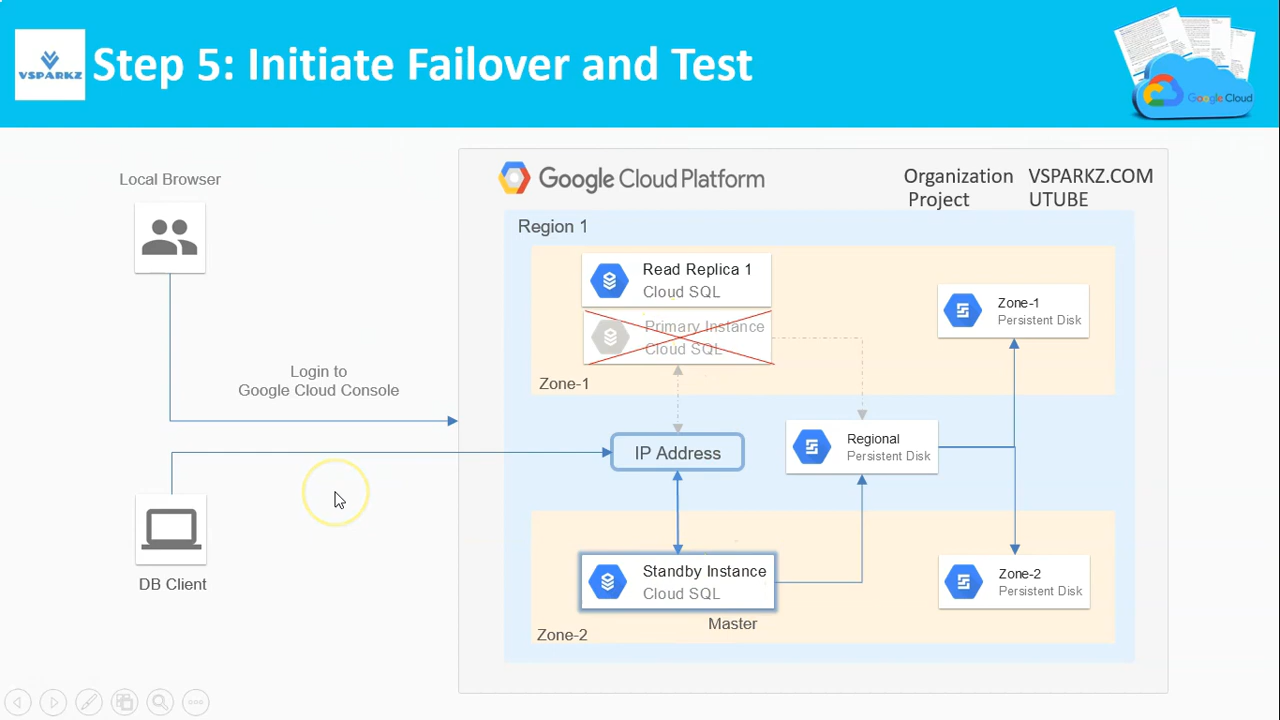 VSPARKZ
Step 5: Initiate Failover and Test
Google Cloud
Local Browser
Google Cloud Platform
Organization VSPARKZ.COM
Project UTUBE
Region 1
Read Replica 1
Cloud SQL
Primary Instance
Cloud SQL
Zone-1
Zone-1
Persistent Disk
Login to
Google Cloud Console
IP Address
Regional
Persistent Disk
DB Client
Standby Instance
Cloud SQL
Master
Zone-2
Zone-2
Persistent Disk